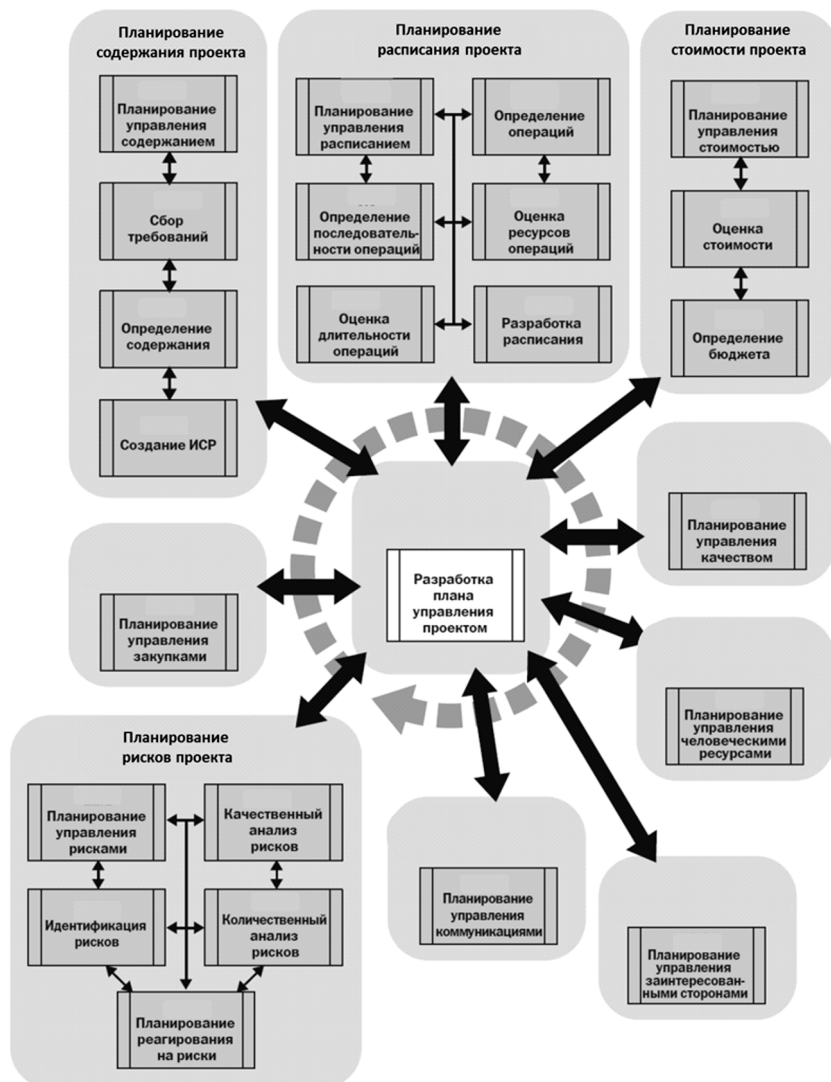 Планирование
содержания проекта
Планирование
управления
содержанием
Сбор
требований
Определение
содержания
Создание ИСР
Планирование
расписания проекта
Планирование
управления
расписанием
Определение
операций
Определение
последователь-
ности операций
Оценка
ресурсов
операций
Оценка
длительности
операций
Разработка
расписания
Планирование
стоимости проекта
Планирование
управления
стоимостью
Оценка
стоимости
Определение
бюджета
Планирование
управления
качеством
Разработка
плана
управления
проектом
Планирование
управления
закупками
Планирование
управления
человеческими
ресурсами
Планирование
рисков проекта
Планирование
управления
рисками
Качественный
анализ
рисков
Идентификация
рисков
Количественный
анализ
рисков
Планирование
реагирования
на риски
Планирование
управления
коммуникациями
Планирование
управления
заинтересован-
ными сторонами